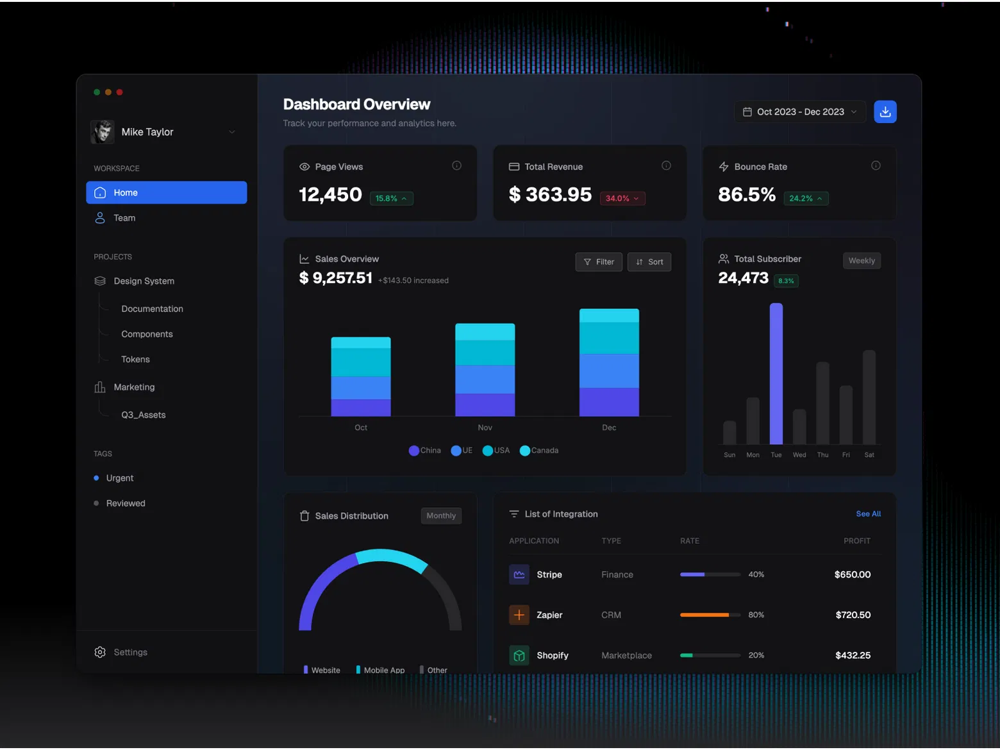 Mike Taylor
WORKSPACE
Home
Team
PROJECTS
Design System
Documentation
Components
Tokens
Marketing
Q3_Assets
TAGS
Urgent
Reviewed
Settings
Dashboard Overview
Track your performance and analytics here.
Oct 2023 - Dec 2023
Page Views
12,450 15.8%
Total Revenue
$ 363.95 34.0%
Bounce Rate
86.5% 24.2%
Sales Overview
$ 9,257.51 +$143.50 increased
Filter Sort
Oct Nov Dec
China UE USA Canada
Total Subscriber
24,473 8.3%
Weekly
Sun Mon Tue Wed Thu Fri Sat
Sales Distribution Monthly
Website Mobile App Other
List of Integration See All
APPLICATION TYPE RATE PROFIT
Stripe Finance 40% $650.00
Zapier CRM 80% $720.50
Shopify Marketplace 20% $432.25